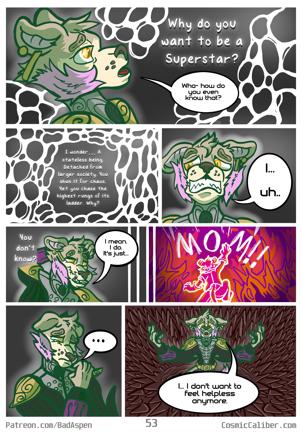 Why do you
want to be a
Superstar?
Who- how do
you even
know that?
I wonder... A
stateless being.
Detached from
larger society. You
shun it for chaos.
Yet you chase the
highest rungs of its
ladder. Why?
I...
uh..
You
don't
know?
I mean,
I do.
It's just..
MOM!!
...
I... I don't want to
feel helpless
anymore.
Patreon.com/BadAspen
53
CosmicCaliber.com